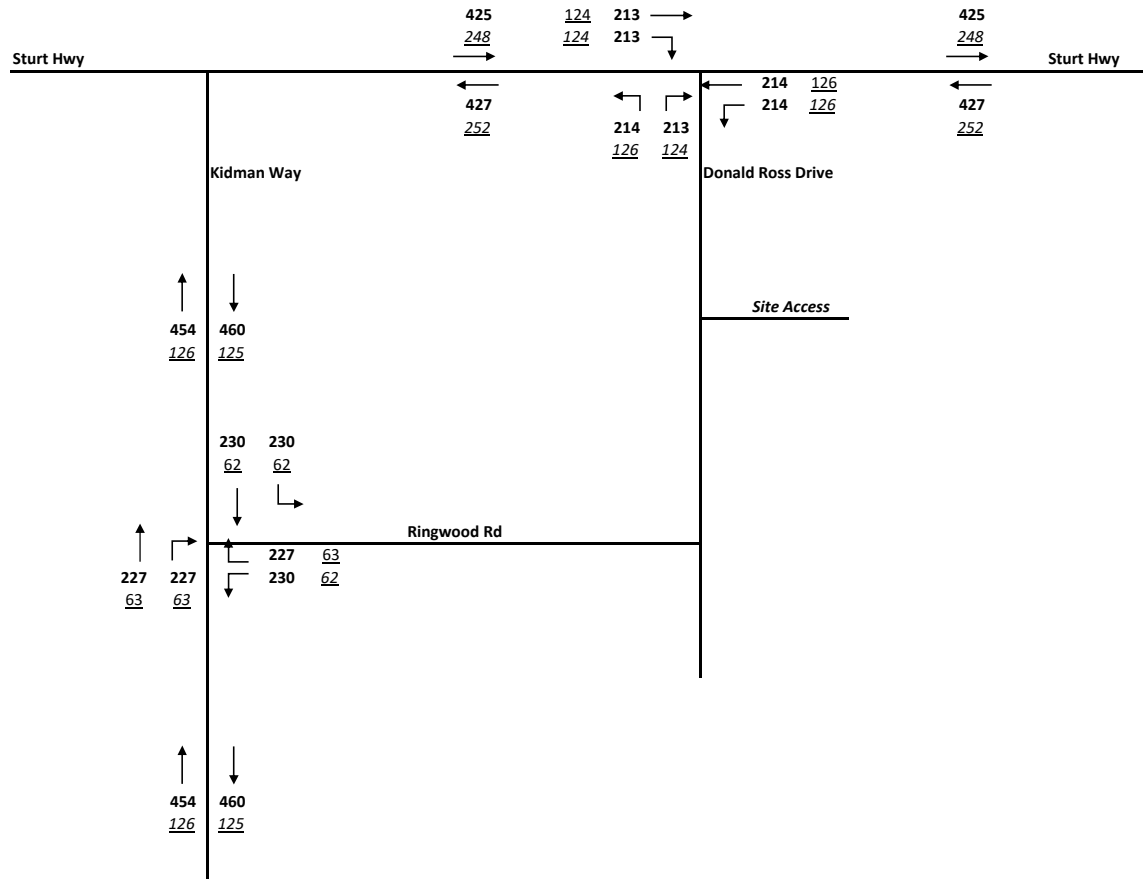 425 124 213 425
248 124 213 248
Sturt Hwy Sturt Hwy
214 126
427 214 126 427
252 214 213 252
126 124
Kidman Way Donald Ross Drive
Site Access
454 460
126 125
230 230
62 62
Ringwood Rd
227 63
227 227 230 62
63 63
454 460
126 125